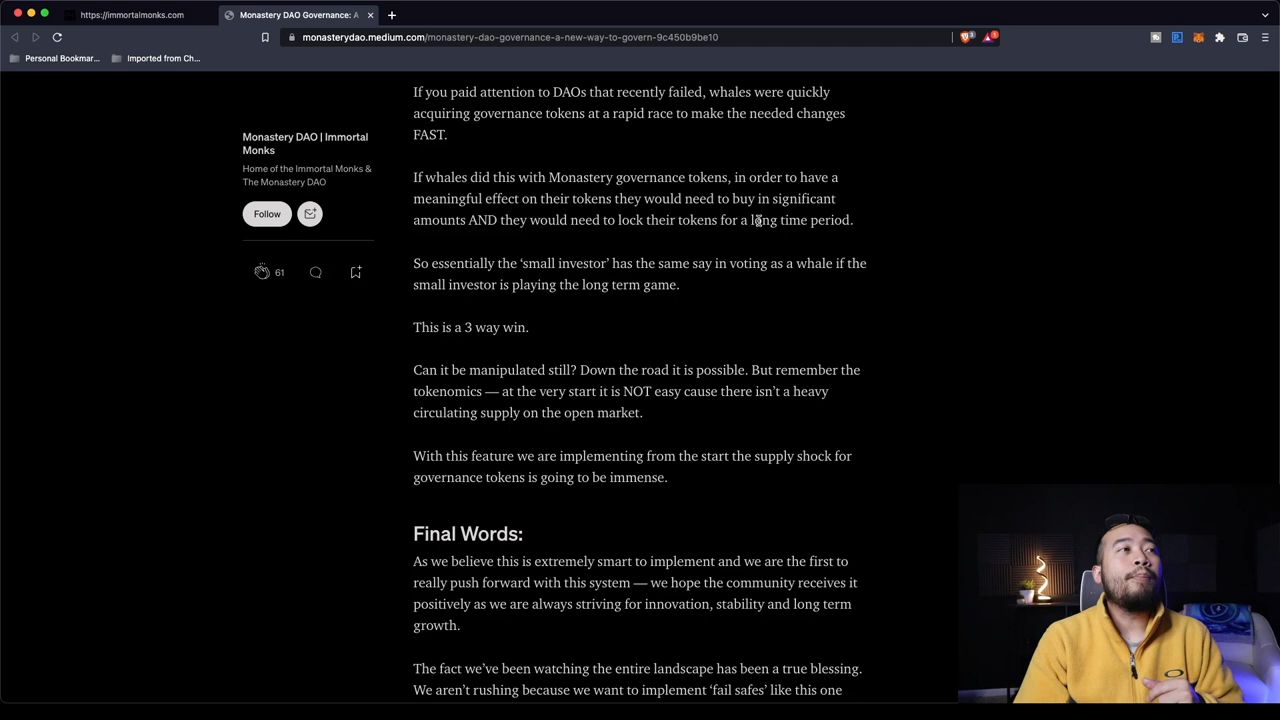 https://immortalmonks.com
Monastery DAO Governance: A
monasterydao.medium.com/monastery-dao-governance-a-new-way-to-govern-9c450b9be10
3
1
Personal Bookmar...
Imported from Ch...
Monastery DAO | Immortal
Monks
Home of the Immortal Monks &
The Monastery DAO
Follow
61
If you paid attention to DAOs that recently failed, whales were quickly
acquiring governance tokens at a rapid race to make the needed changes
FAST.
If whales did this with Monastery governance tokens, in order to have a
meaningful effect on their tokens they would need to buy in significant
amounts AND they would need to lock their tokens for a long time period.
So essentially the ‘small investor’ has the same say in voting as a whale if the
small investor is playing the long term game.
This is a 3 way win.
Can it be manipulated still? Down the road it is possible. But remember the
tokenomics — at the very start it is NOT easy cause there isn’t a heavy
circulating supply on the open market.
With this feature we are implementing from the start the supply shock for
governance tokens is going to be immense.
Final Words:
As we believe this is extremely smart to implement and we are the first to
really push forward with this system — we hope the community receives it
positively as we are always striving for innovation, stability and long term
growth.
The fact we’ve been watching the entire landscape has been a true blessing.
We aren’t rushing because we want to implement ‘fail safes’ like this one